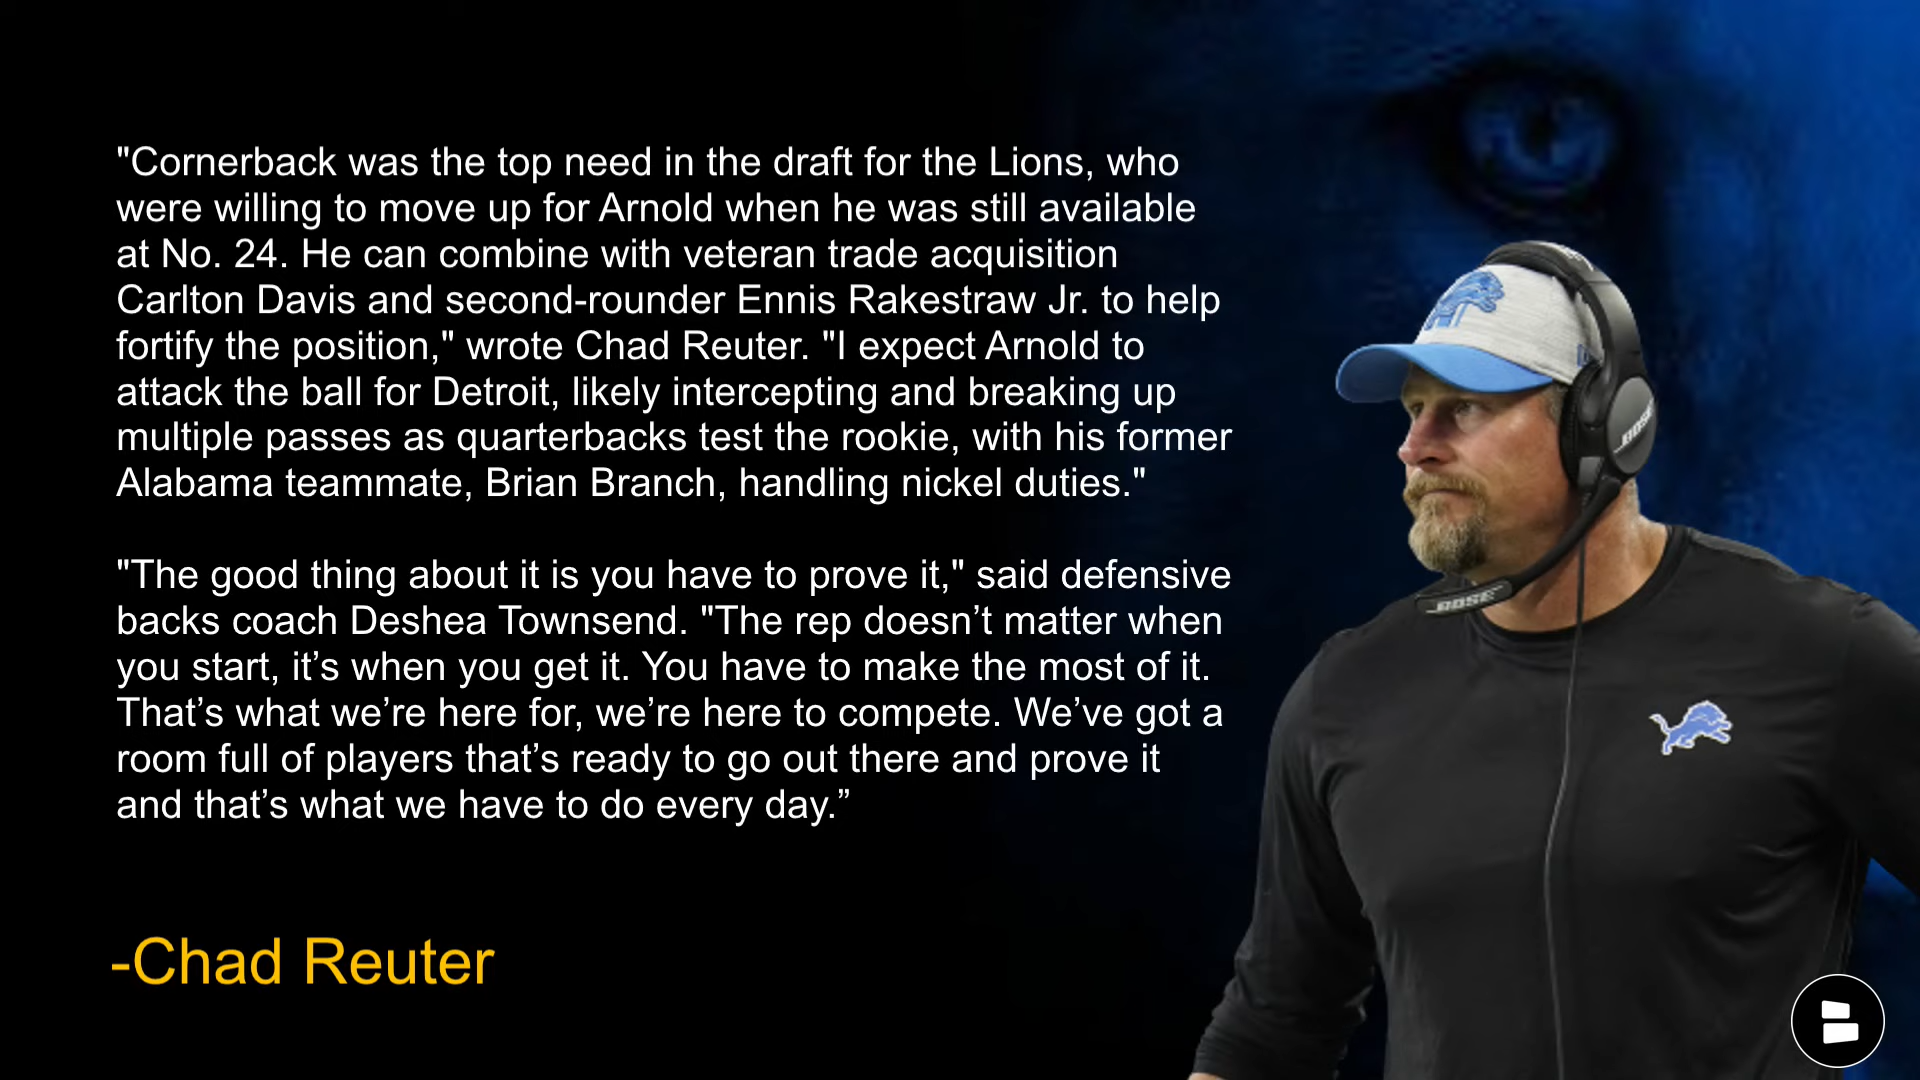 "Cornerback was the top need in the draft for the Lions, who
were willing to move up for Arnold when he was still available
at No. 24. He can combine with veteran trade acquisition
Carlton Davis and second-rounder Ennis Rakestraw Jr. to help
fortify the position," wrote Chad Reuter. "I expect Arnold to
attack the ball for Detroit, likely intercepting and breaking up
multiple passes as quarterbacks test the rookie, with his former
Alabama teammate, Brian Branch, handling nickel duties."
"The good thing about it is you have to prove it," said defensive
backs coach Deshea Townsend. "The rep doesn’t matter when
you start, it’s when you get it. You have to make the most of it.
That’s what we’re here for, we’re here to compete. We’ve got a
room full of players that’s ready to go out there and prove it
and that’s what we have to do every day.”
-Chad Reuter
BOSE
BOSE